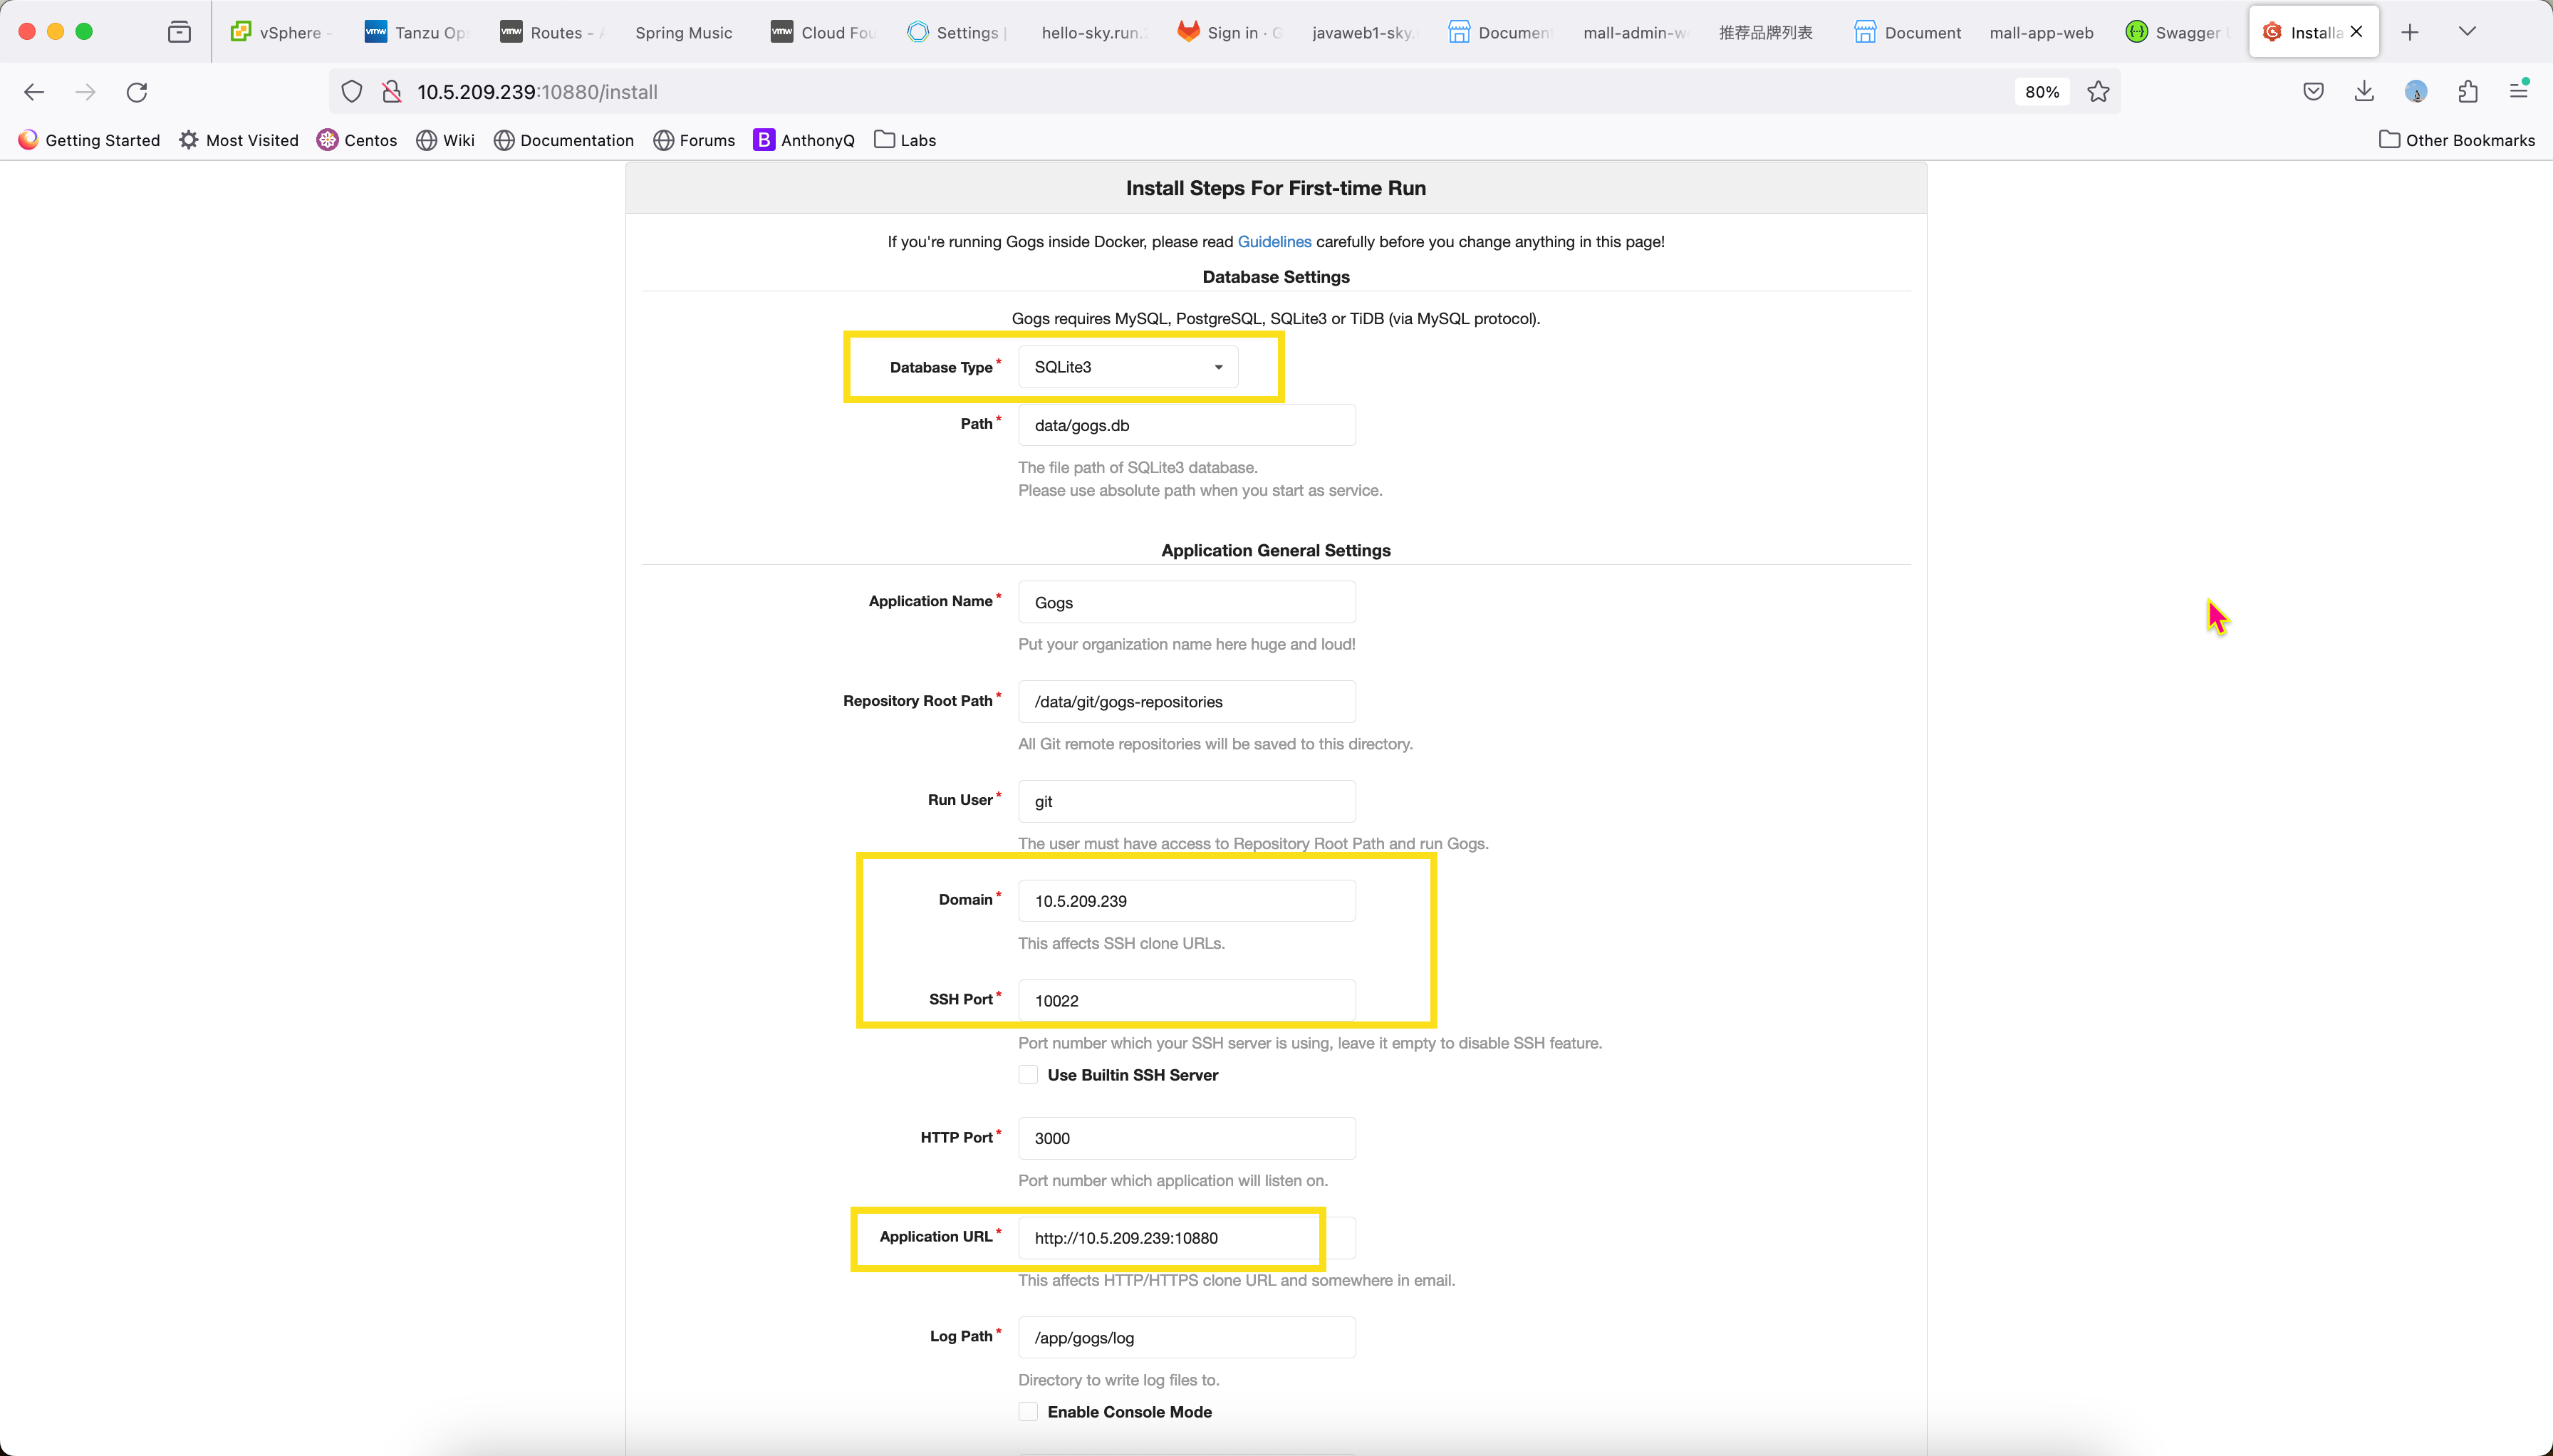 vSphere -
Tanzu Op
Routes -
Spring Music
Cloud Fou
Settings |
hello-sky.run.
Sign in · G
javaweb1-sky.
Documen
mall-admin-w
推荐品牌列表
Document
mall-app-web
Swagger
Installa
10.5.209.239:10880/install
80%
Getting Started
Most Visited
Centos
Wiki
Documentation
Forums
B AnthonyQ
Labs
Other Bookmarks
Install Steps For First-time Run
If you're running Gogs inside Docker, please read Guidelines carefully before you change anything in this page!
Database Settings
Gogs requires MySQL, PostgreSQL, SQLite3 or TiDB (via MySQL protocol).
Database Type * SQLite3
Path * data/gogs.db
The file path of SQLite3 database.
Please use absolute path when you start as service.
Application General Settings
Application Name * Gogs
Put your organization name here huge and loud!
Repository Root Path * /data/git/gogs-repositories
All Git remote repositories will be saved to this directory.
Run User * git
The user must have access to Repository Root Path and run Gogs.
Domain * 10.5.209.239
This affects SSH clone URLs.
SSH Port * 10022
Port number which your SSH server is using, leave it empty to disable SSH feature.
Use Builtin SSH Server
HTTP Port * 3000
Port number which application will listen on.
Application URL * http://10.5.209.239:10880
This affects HTTP/HTTPS clone URL and somewhere in email.
Log Path * /app/gogs/log
Directory to write log files to.
Enable Console Mode